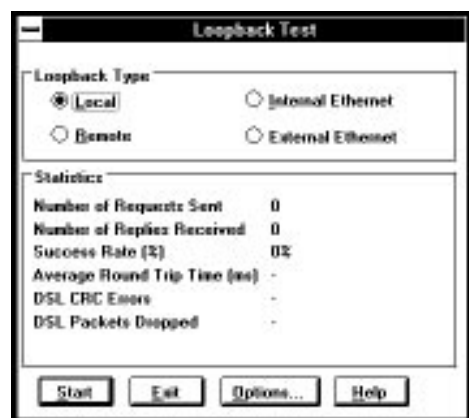 Loopback Test
Loopback Type
Local
Internal Ethernet
Remote
External Ethernet
Statistics
Number of Requests Sent 0
Number of Replies Received 0
Success Rate (%) 0%
Average Round Trip Time (ms) -
DSL CRC Errors -
DSL Packets Dropped -
Start Exit Options... Help